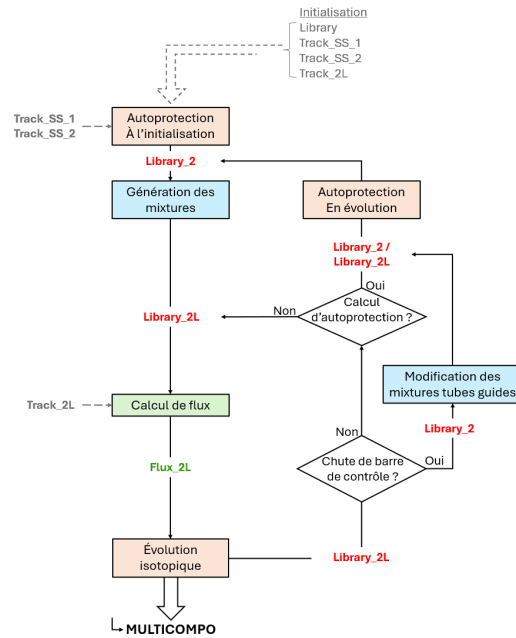 Initialisation
Library
Track_SS_1
Track_SS_2
Track_2L
Track_SS_1
Track_SS_2
Autoprotection
À l'initialisation
Library_2
Génération des
mixtures
Autoprotection
En évolution
Library_2 /
Library_2L
Oui
Calcul
d'autoprotection ?
Non
Library_2L
Modification des
mixtures tubes guides
Track_2L
Calcul de flux
Non
Library_2
Flux_2L
Chute de barre
de contrôle ?
Oui
Évolution
isotopique
Library_2L
MULTICOMPO